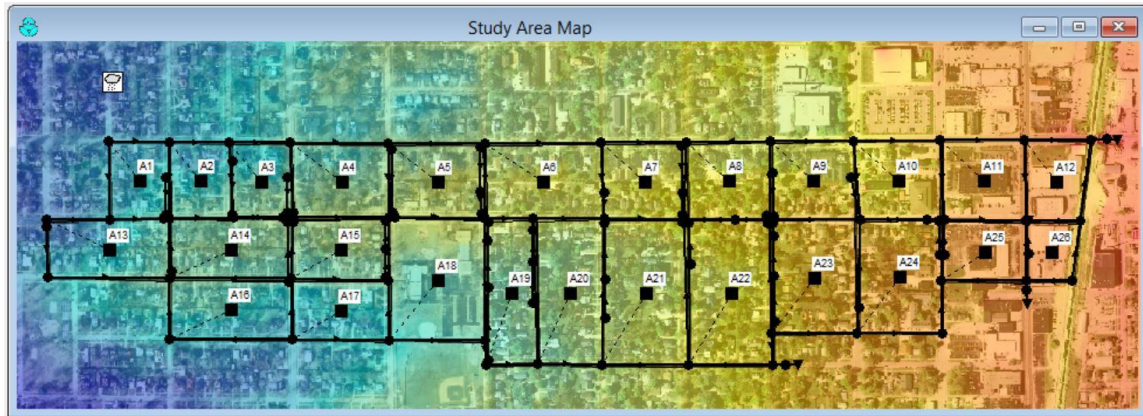 Study Area Map
A1 A2 A3 A4 A5 A6 A7 A8 A9 A10 A11 A12
A13 A14 A15 A18 A19 A20 A21 A22 A23 A24 A25 A26
A16 A17